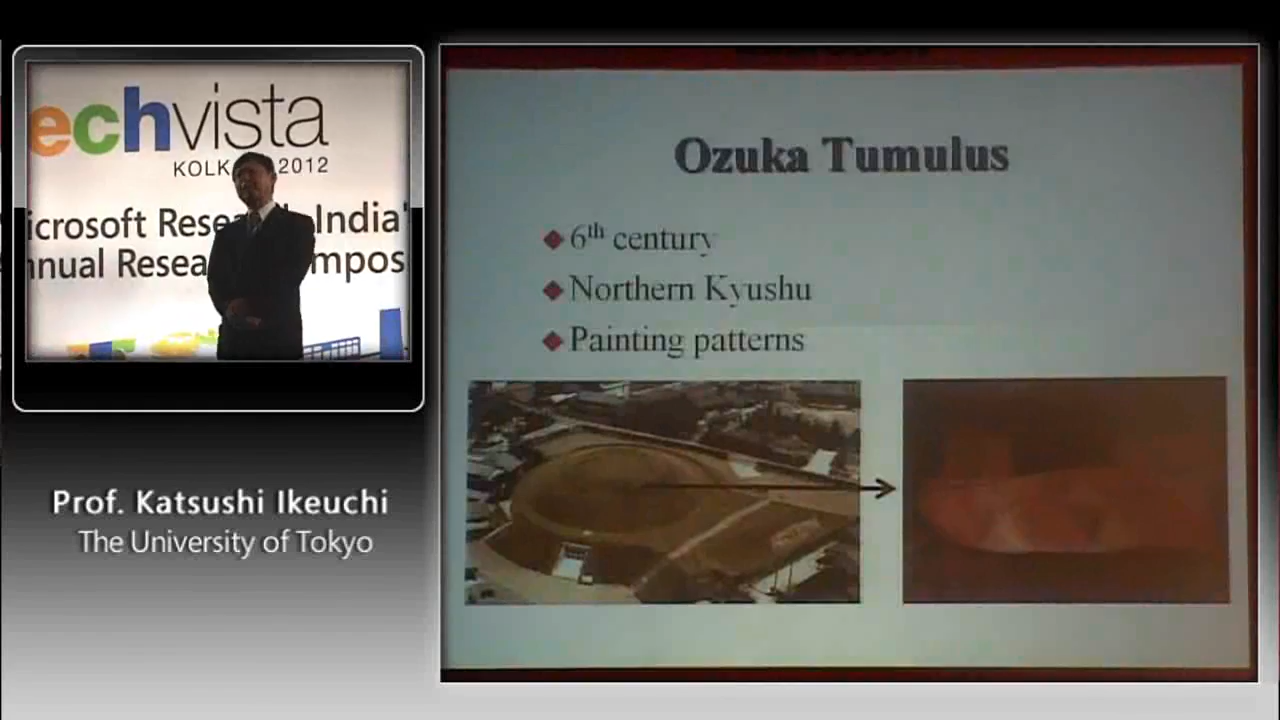 echvista
KOLK 2012
icrosoft Rese India'
nnual Resea mpos
Prof. Katsushi Ikeuchi
The University of Tokyo
Ozuka Tumulus
6th century
Northern Kyushu
Painting patterns